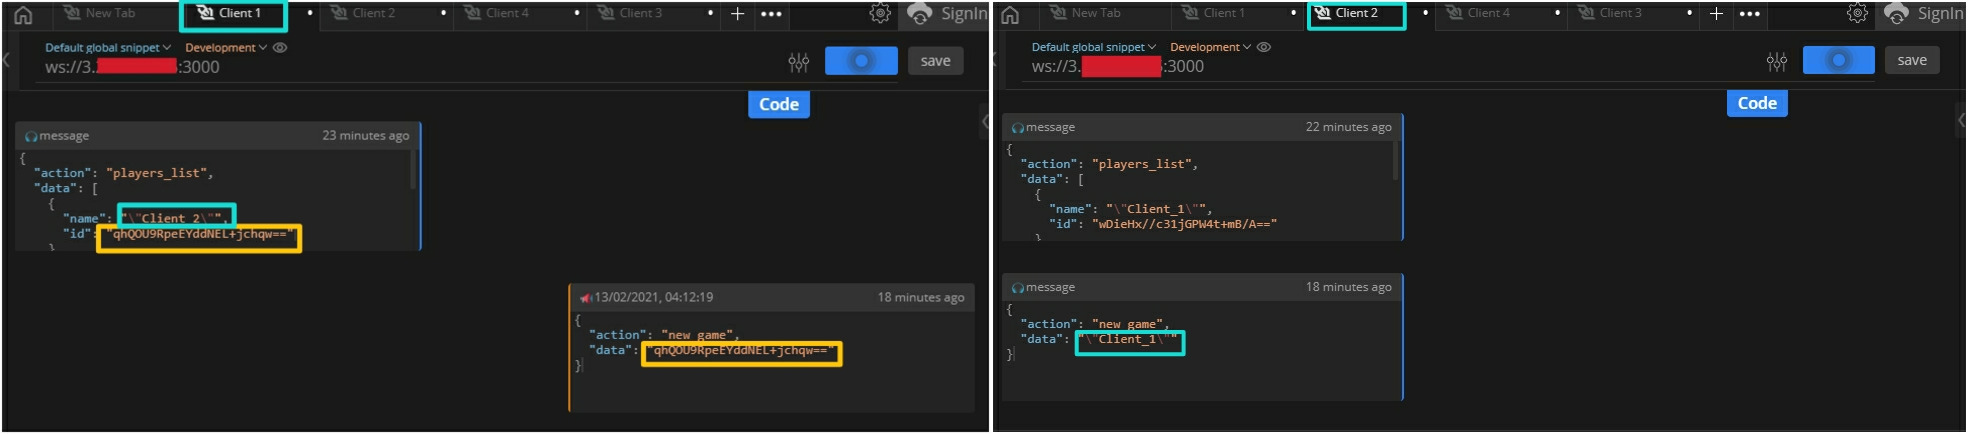 New Tab Client 1 Client 2 Client 4 Client 3 SignIn
Default global snippet Development
ws://3. :3000 save
Code
message 23 minutes ago
{
"action": "players_list",
"data": [
{
"name": "\"Client_2\"",
"id": "qhQOU9RpeEYddNEL+jchqw=="
}
13/02/2021, 04:12:19 18 minutes ago
{
"action": "new_game",
"data": "qhQOU9RpeEYddNEL+jchqw=="
}
New Tab Client 1 Client 2 Client 4 Client 3 SignIn
Default global snippet Development
ws://3. :3000 save
Code
message 22 minutes ago
{
"action": "players_list",
"data": [
{
"name": "\"Client_1\"",
"id": "wDieHx//c31jGPW4t+mB/A=="
}
message 18 minutes ago
{
"action": "new_game",
"data": "\"Client_1\""
}